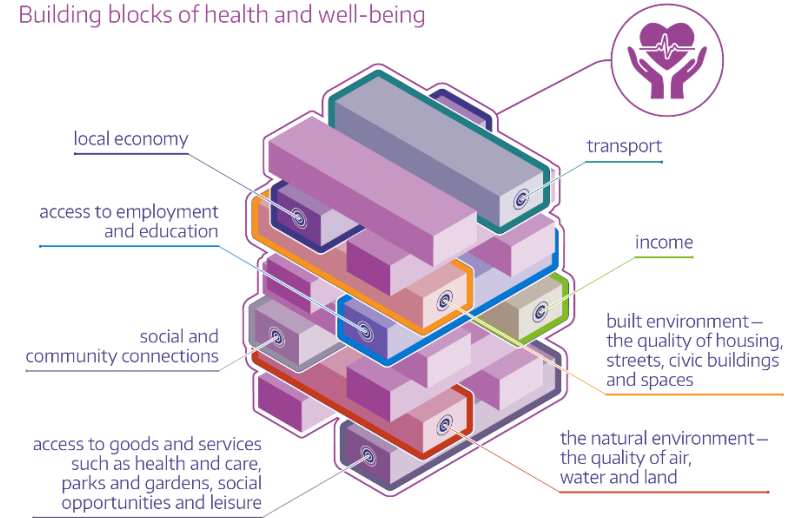 Building blocks of health and well-being
local economy
access to employment
and education
social and
community connections
access to goods and services
such as health and care,
parks and gardens, social
opportunities and leisure
transport
income
built environment—
the quality of housing,
streets, civic buildings
and spaces
the natural environment—
the quality of air,
water and land